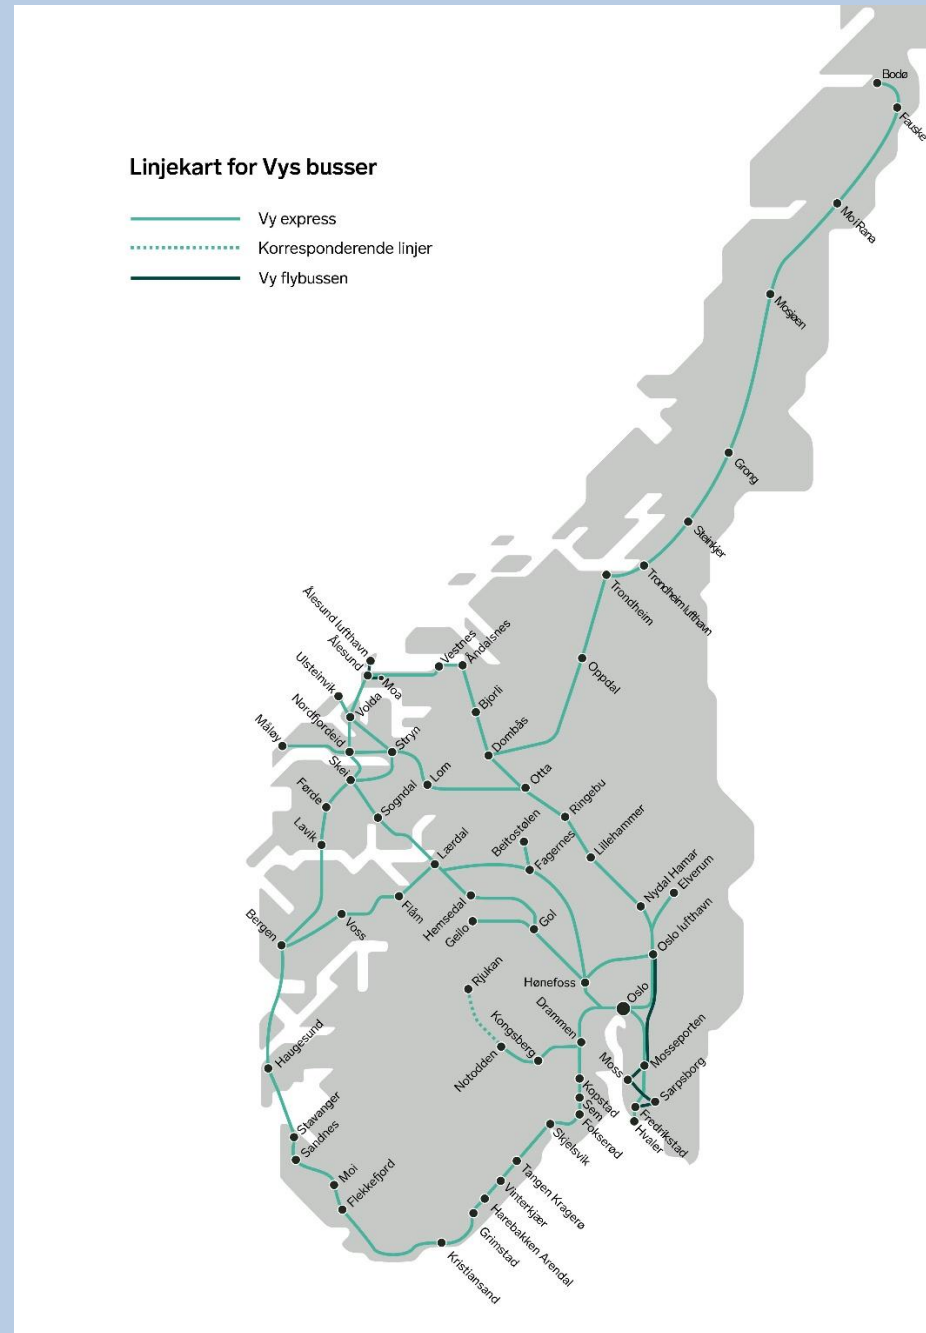 Linjekart for Vys busser
Vy express
Korresponderende linjer
Vy flybussen
Bodø
Fauske
Mo i Rana
Mosjøen
Grong
Steinkjer
Trondheim lufthavn
Trondheim
Oppdal
Ålesund lufthavn
Ålesund
Moa
Vestnes
Åndalsnes
Ulsteinvik
Volda
Bjorli
Nordfjordeid
Måløy
Stryn
Dombås
Skei
Lom
Otta
Førde
Sogndal
Ringebu
Lavik
Lærdal
Beitostølen
Fagernes
Lillehammer
Nydal Hamar
Elverum
Bergen
Voss
Flåm
Hemsedal
Geilo
Gol
Oslo lufthavn
Hønefoss
Rjukan
Oslo
Drammen
Kongsberg
Notodden
Mosseporten
Moss
Sarpsborg
Haugesund
Kopstad
Sem
Fokserød
Fredrikstad
Hvaler
Stavanger
Sandnes
Skjelsvik
Moi
Flekkefjord
Tangen Kragerø
Vinterkjær
Harebakken Arendal
Grimstad
Kristiansand